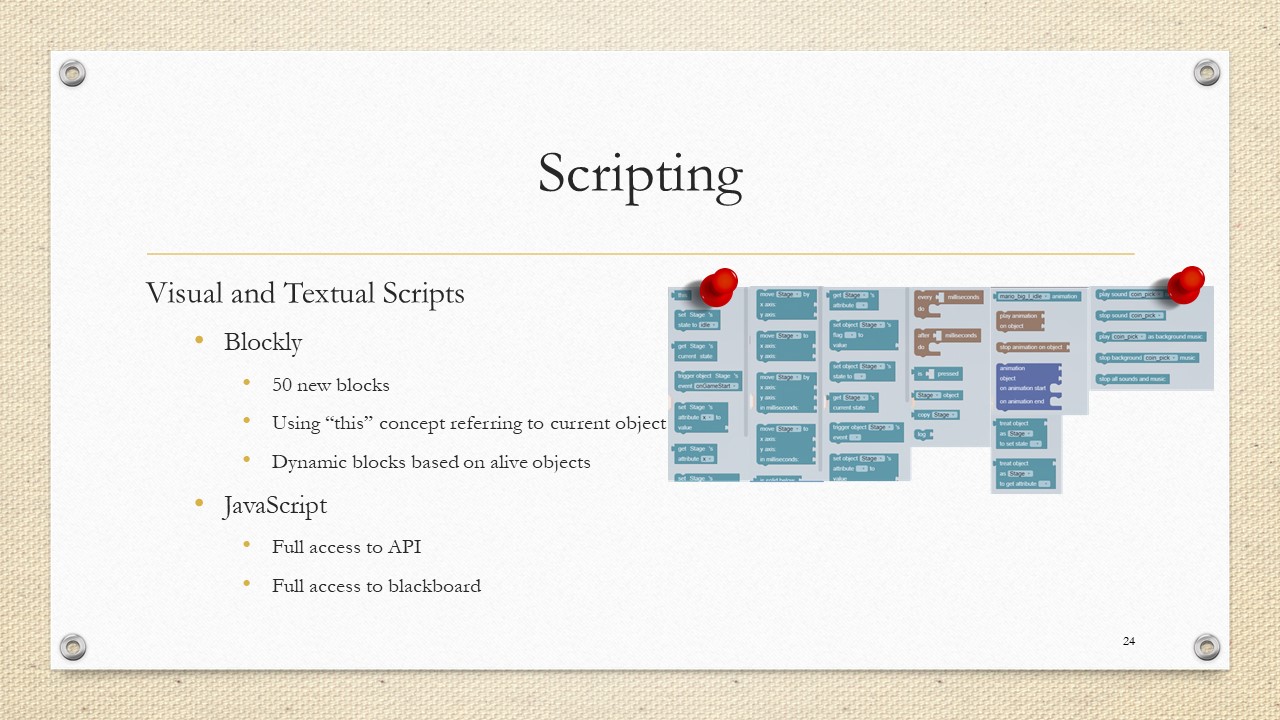 Scripting
Visual and Textual Scripts
Blockly
50 new blocks
Using “this” concept referring to current object
Dynamic blocks based on alive objects
JavaScript
Full access to API
Full access to blackboard
set Stage 's
state to idle
get Stage 's
current state
trigger object Stage 's
event onGameStart
set Stage 's
attribute x to
value
get Stage 's
attribute x
set Stage 's
move Stage by
x axis:
y axis:
move Stage to
x axis:
y axis:
move Stage by
x axis:
y axis:
in milliseconds:
move Stage to
x axis:
y axis:
in milliseconds:
get Stage 's
attribute
set object Stage 's
flag to
value
set object Stage 's
state to
get Stage 's
current state
trigger object Stage 's
event
set object Stage 's
attribute to
value
every milliseconds
do
after milliseconds
do
is pressed
Stage object
copy Stage
log
mario_big_l_idle animation
play animation
on object
stop animation on object
animation
object
on animation start
on animation end
treat object
as Stage
to set state
treat object
as Stage
to get attribute
play sound coin_pick
stop sound coin_pick
play coin_pick as background music
stop background coin_pick music
stop all sounds and music
24